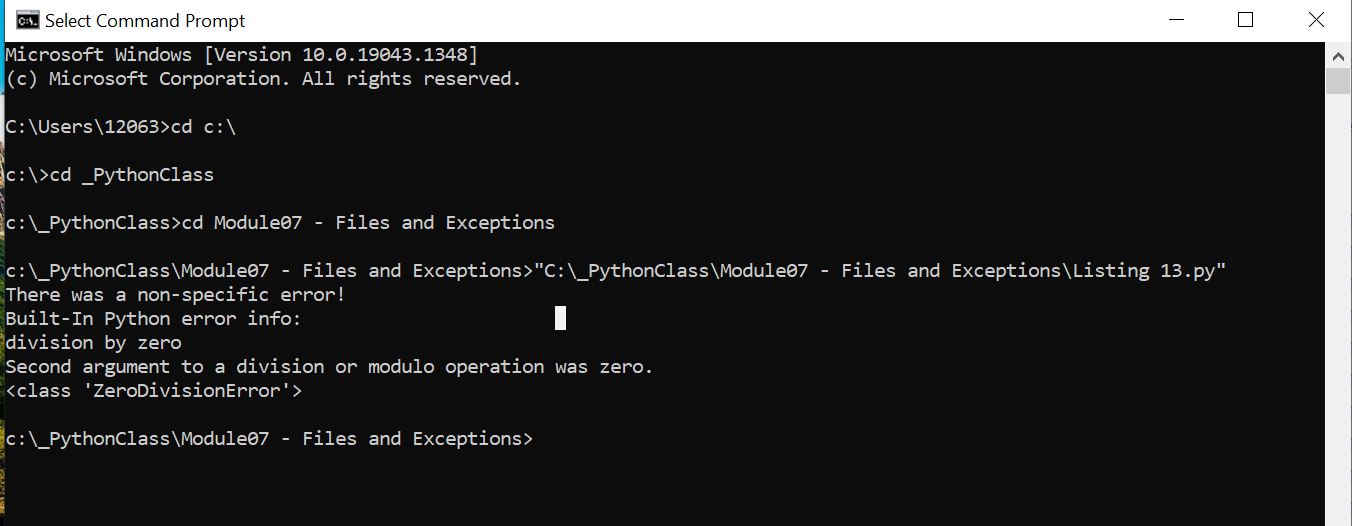 Select Command Prompt
Microsoft Windows [Version 10.0.19043.1348]
(c) Microsoft Corporation. All rights reserved.
C:\Users\12063>cd c:\
c:\>cd _PythonClass
c:\_PythonClass>cd Module07 - Files and Exceptions
c:\_PythonClass\Module07 - Files and Exceptions>"C:\_PythonClass\Module07 - Files and Exceptions\Listing 13.py"
There was a non-specific error!
Built-In Python error info:
division by zero
Second argument to a division or modulo operation was zero.
<class 'ZeroDivisionError'>
c:\_PythonClass\Module07 - Files and Exceptions>